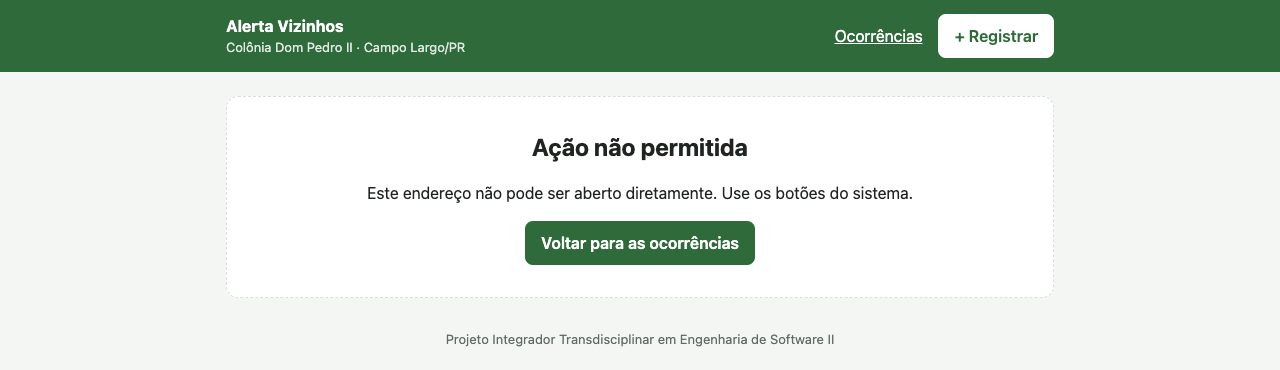 Alerta Vizinhos
Colônia Dom Pedro II · Campo Largo/PR
Ocorrências
+ Registrar
Ação não permitida
Este endereço não pode ser aberto diretamente. Use os botões do sistema.
Voltar para as ocorrências
Projeto Integrador Transdisciplinar em Engenharia de Software II